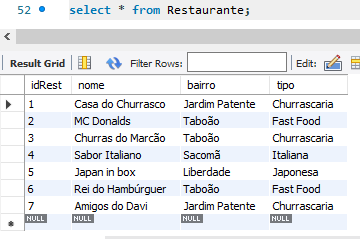 52 select * from Restaurante;
Result Grid Filter Rows: Edit:
idRest nome bairro tipo
1 Casa do Churrasco Jardim Patente Churrascaria
2 MC Donalds Taboão Fast Food
3 Churras do Marcão Taboão Churrascaria
4 Sabor Italiano Sacomã Italiana
5 Japan in box Liberdade Japonesa
6 Rei do Hambúrguer Taboão Fast Food
7 Amigos do Davi Jardim Patente Churrascaria
NULL NULL NULL NULL